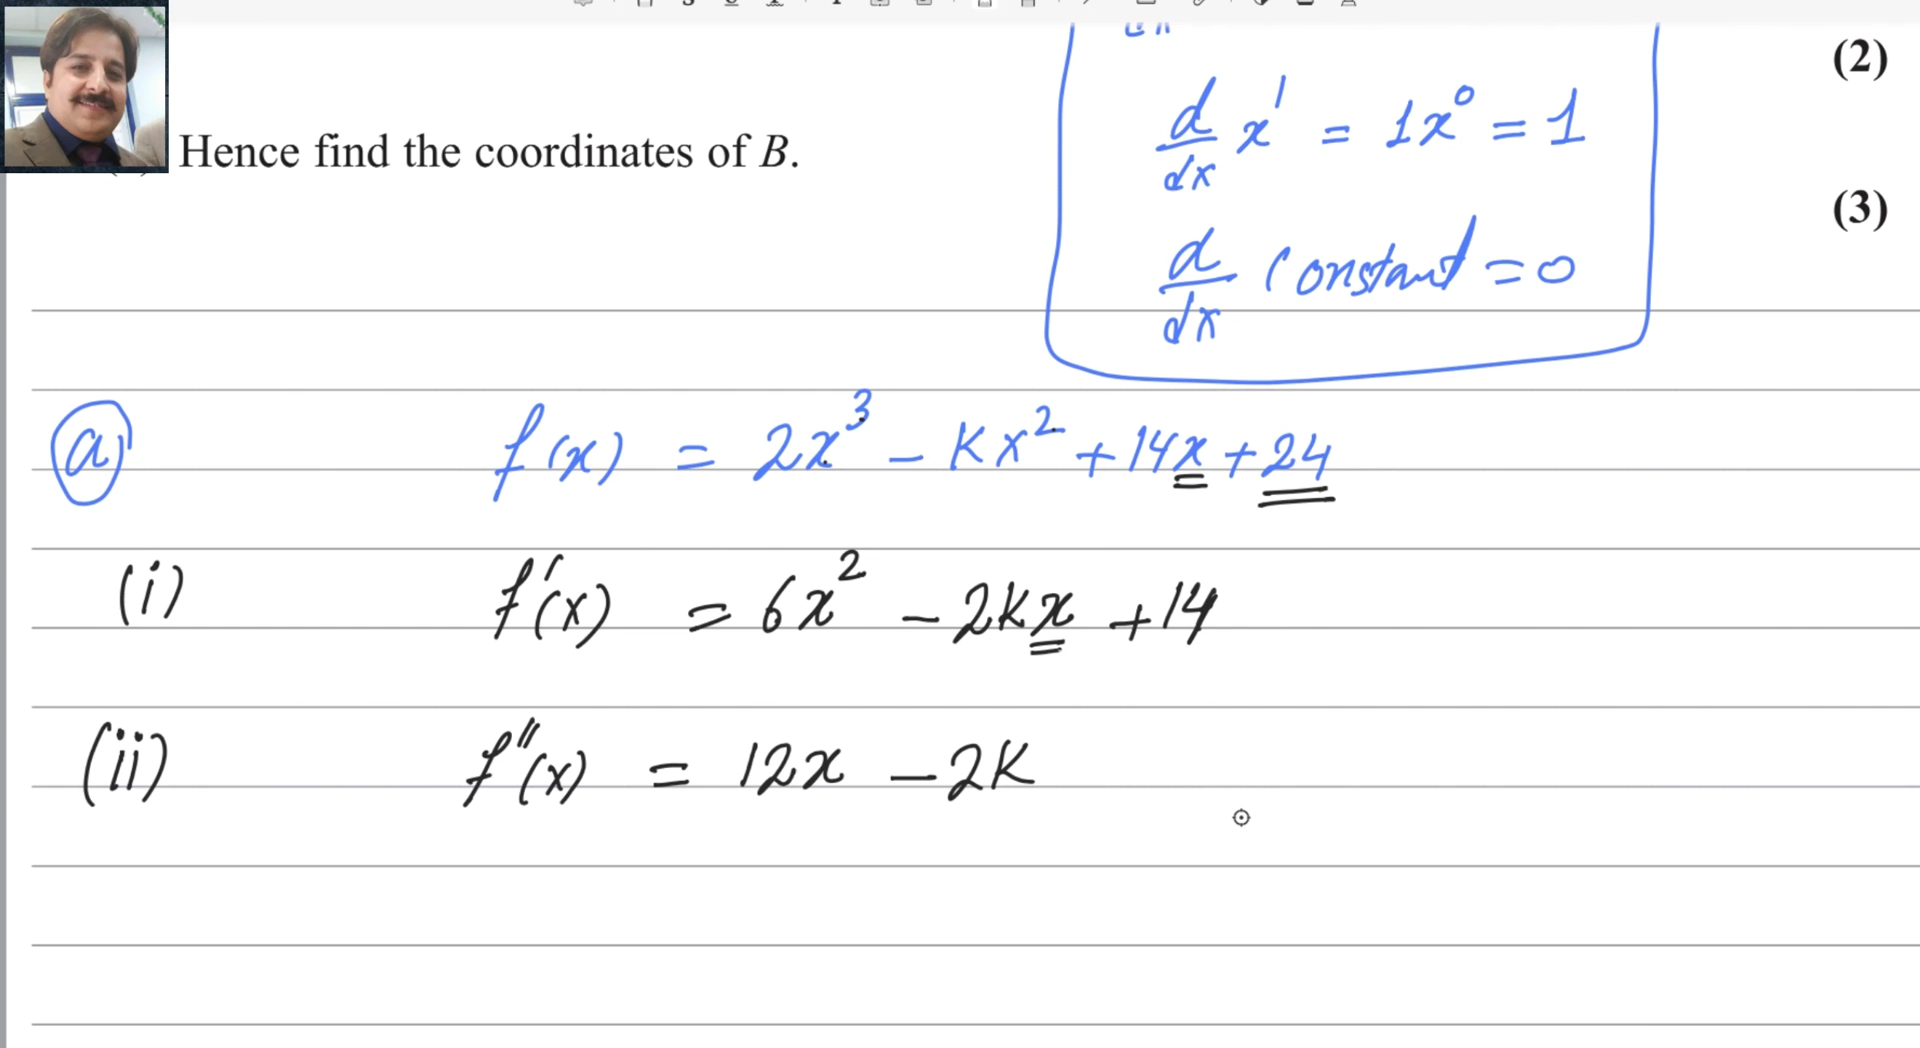 (2)
d/dx x¹ = 1x⁰ = 1
Hence find the coordinates of B.
(3)
d/dx Constant = 0
(a) f(x) = 2x³ - Kx² + 14x + 24
(i) f'(x) = 6x² - 2Kx + 14
(ii) f''(x) = 12x - 2K